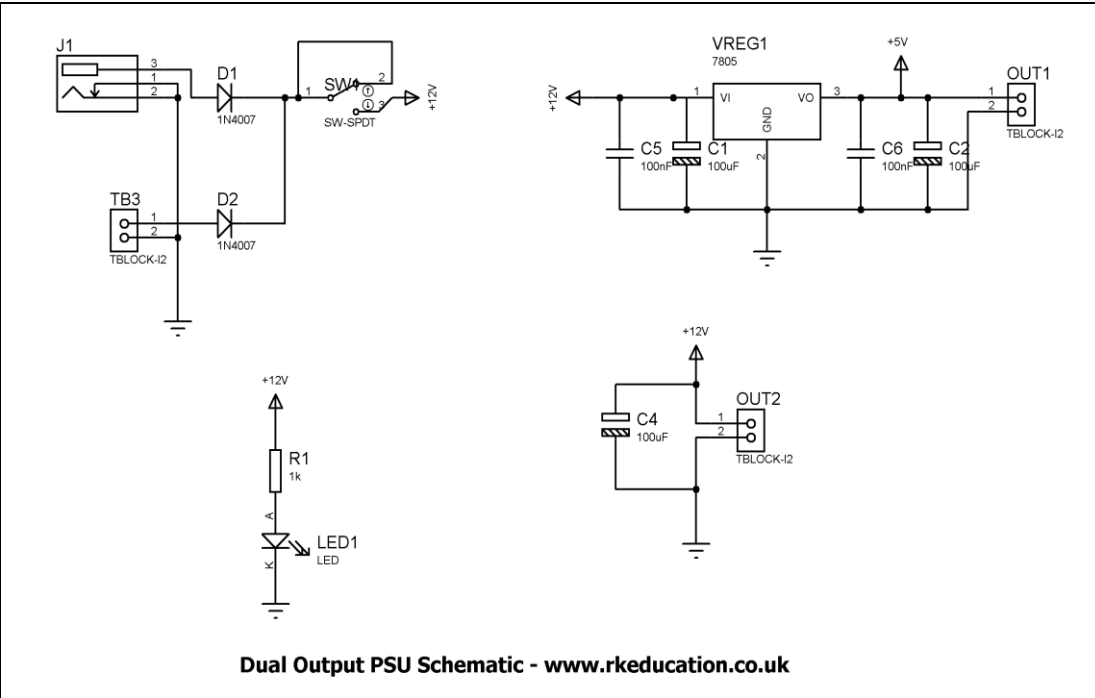 J1
3
1
2
D1
1N4007
SW1
1
2
3
SW-SPDT
+12V
TB3
1
2
TBLOCK-I2
D2
1N4007
VREG1
7805
+12V
1
VI
VO
3
GND
2
+5V
OUT1
1
2
TBLOCK-I2
C5
100nF
C1
100uF
C6
100nF
C2
100uF
+12V
R1
1k
A
LED1
LED
K
+12V
C4
100uF
OUT2
1
2
TBLOCK-I2
Dual Output PSU Schematic - www.rkeducation.co.uk